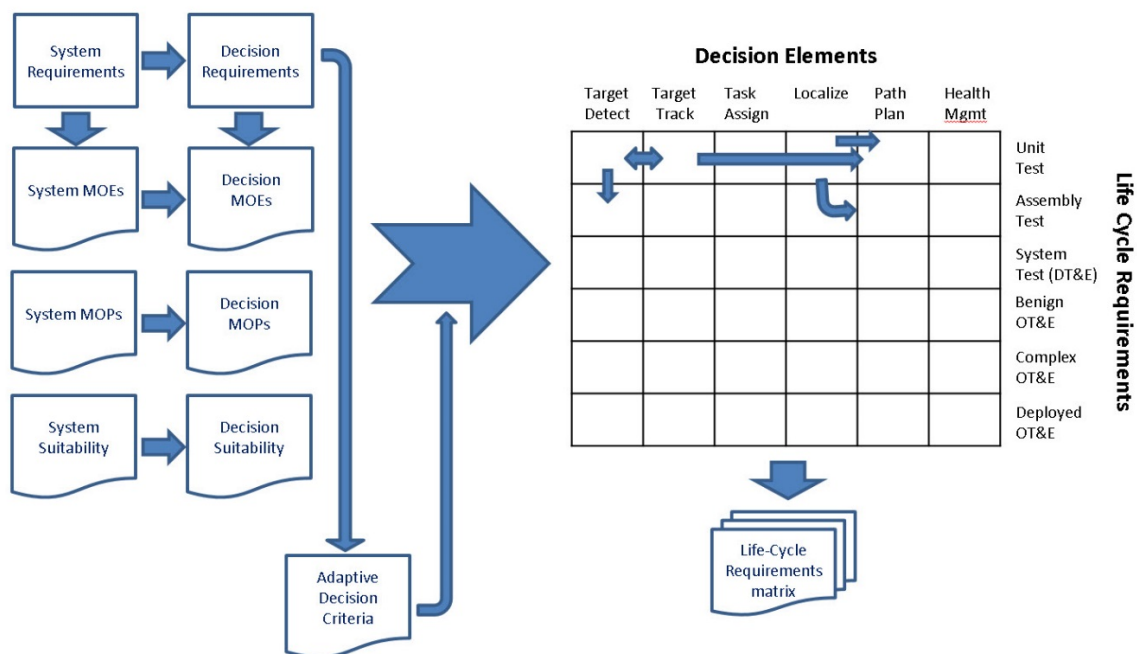 System
Requirements
Decision
Requirements
System MOEs
Decision
MOEs
System MOPs
Decision
MOPs
System
Suitability
Decision
Suitability
Adaptive
Decision
Criteria
Decision Elements
Target
Detect
Target
Track
Task
Assign
Localize
Path
Plan
Health
Mgmt
Unit
Test
Assembly
Test
System
Test (DT&E)
Benign
OT&E
Complex
OT&E
Deployed
OT&E
Life Cycle Requirements
Life-Cycle
Requirements
matrix